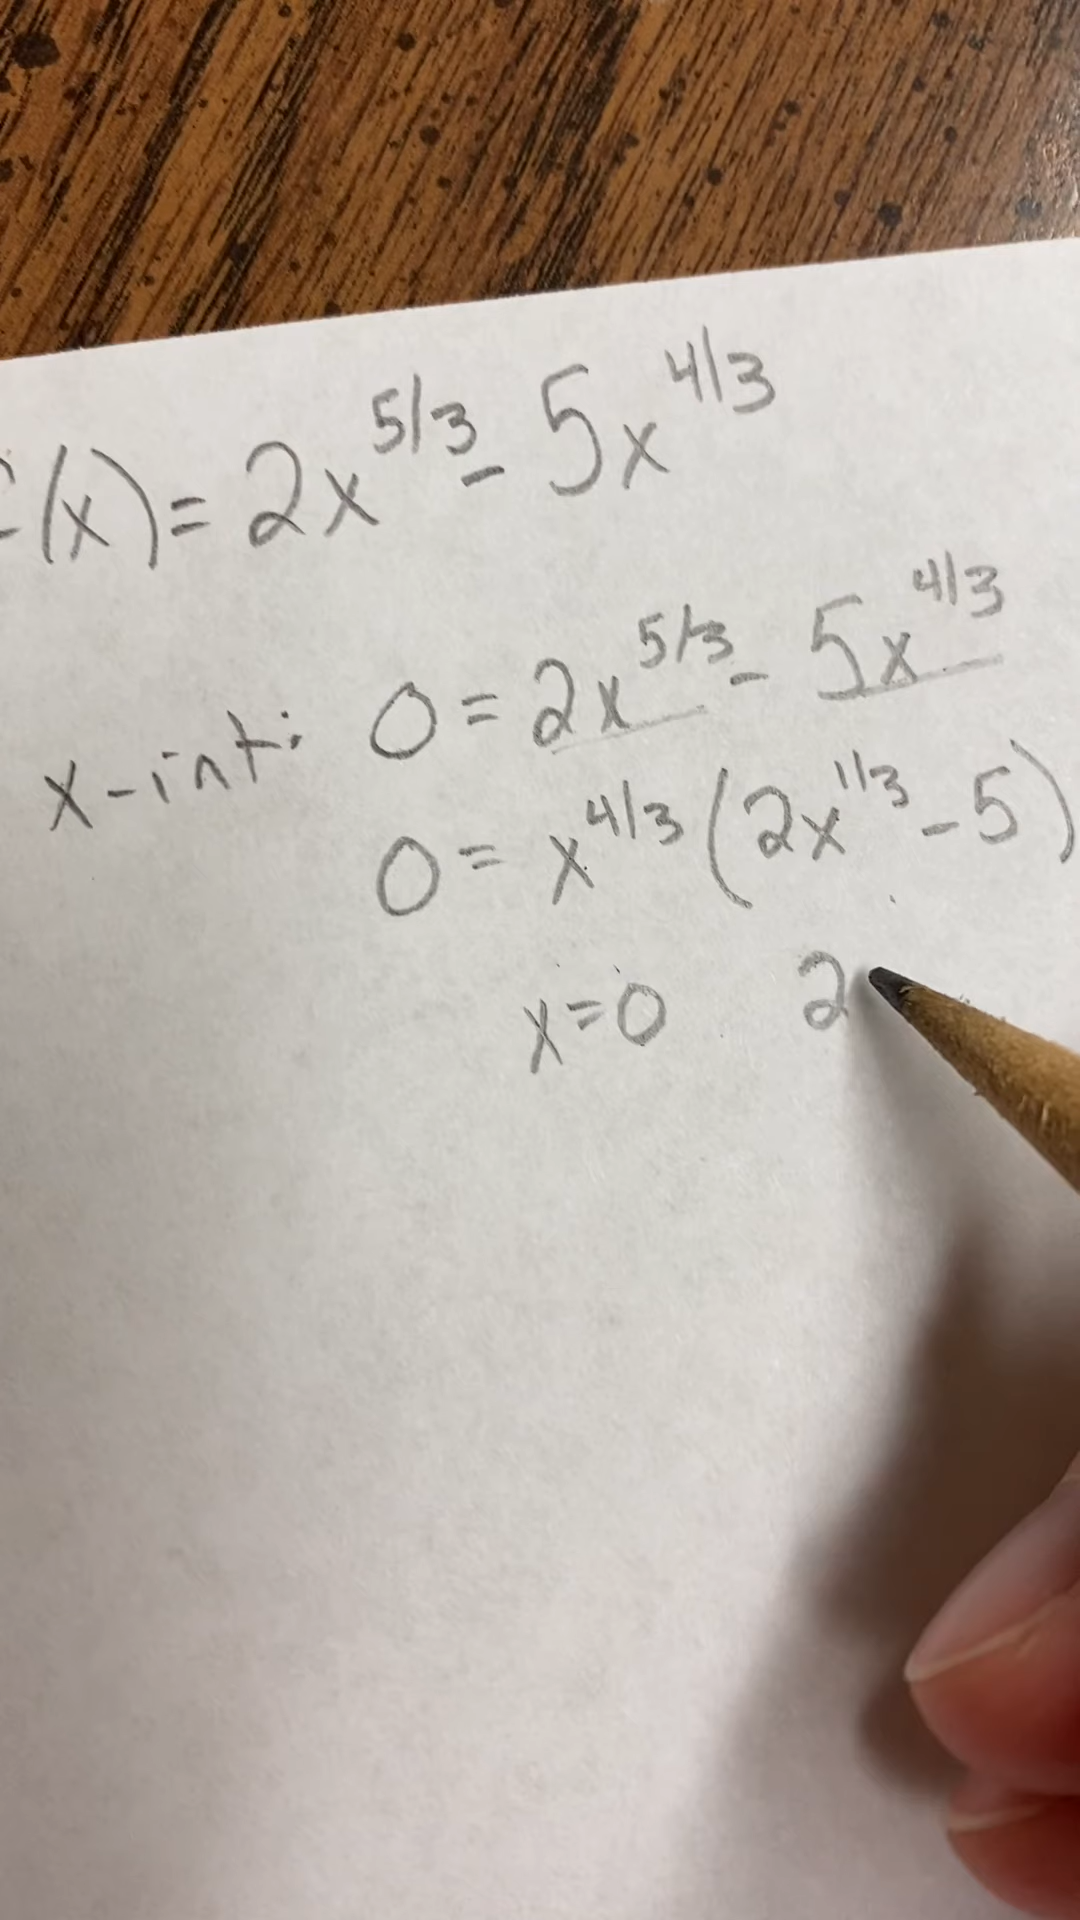 (x) = 2x^5/3 - 5x^4/3
x-int: 0 = 2x^5/3 - 5x^4/3
0 = x^4/3 (2x^1/3 - 5)
x=0 2